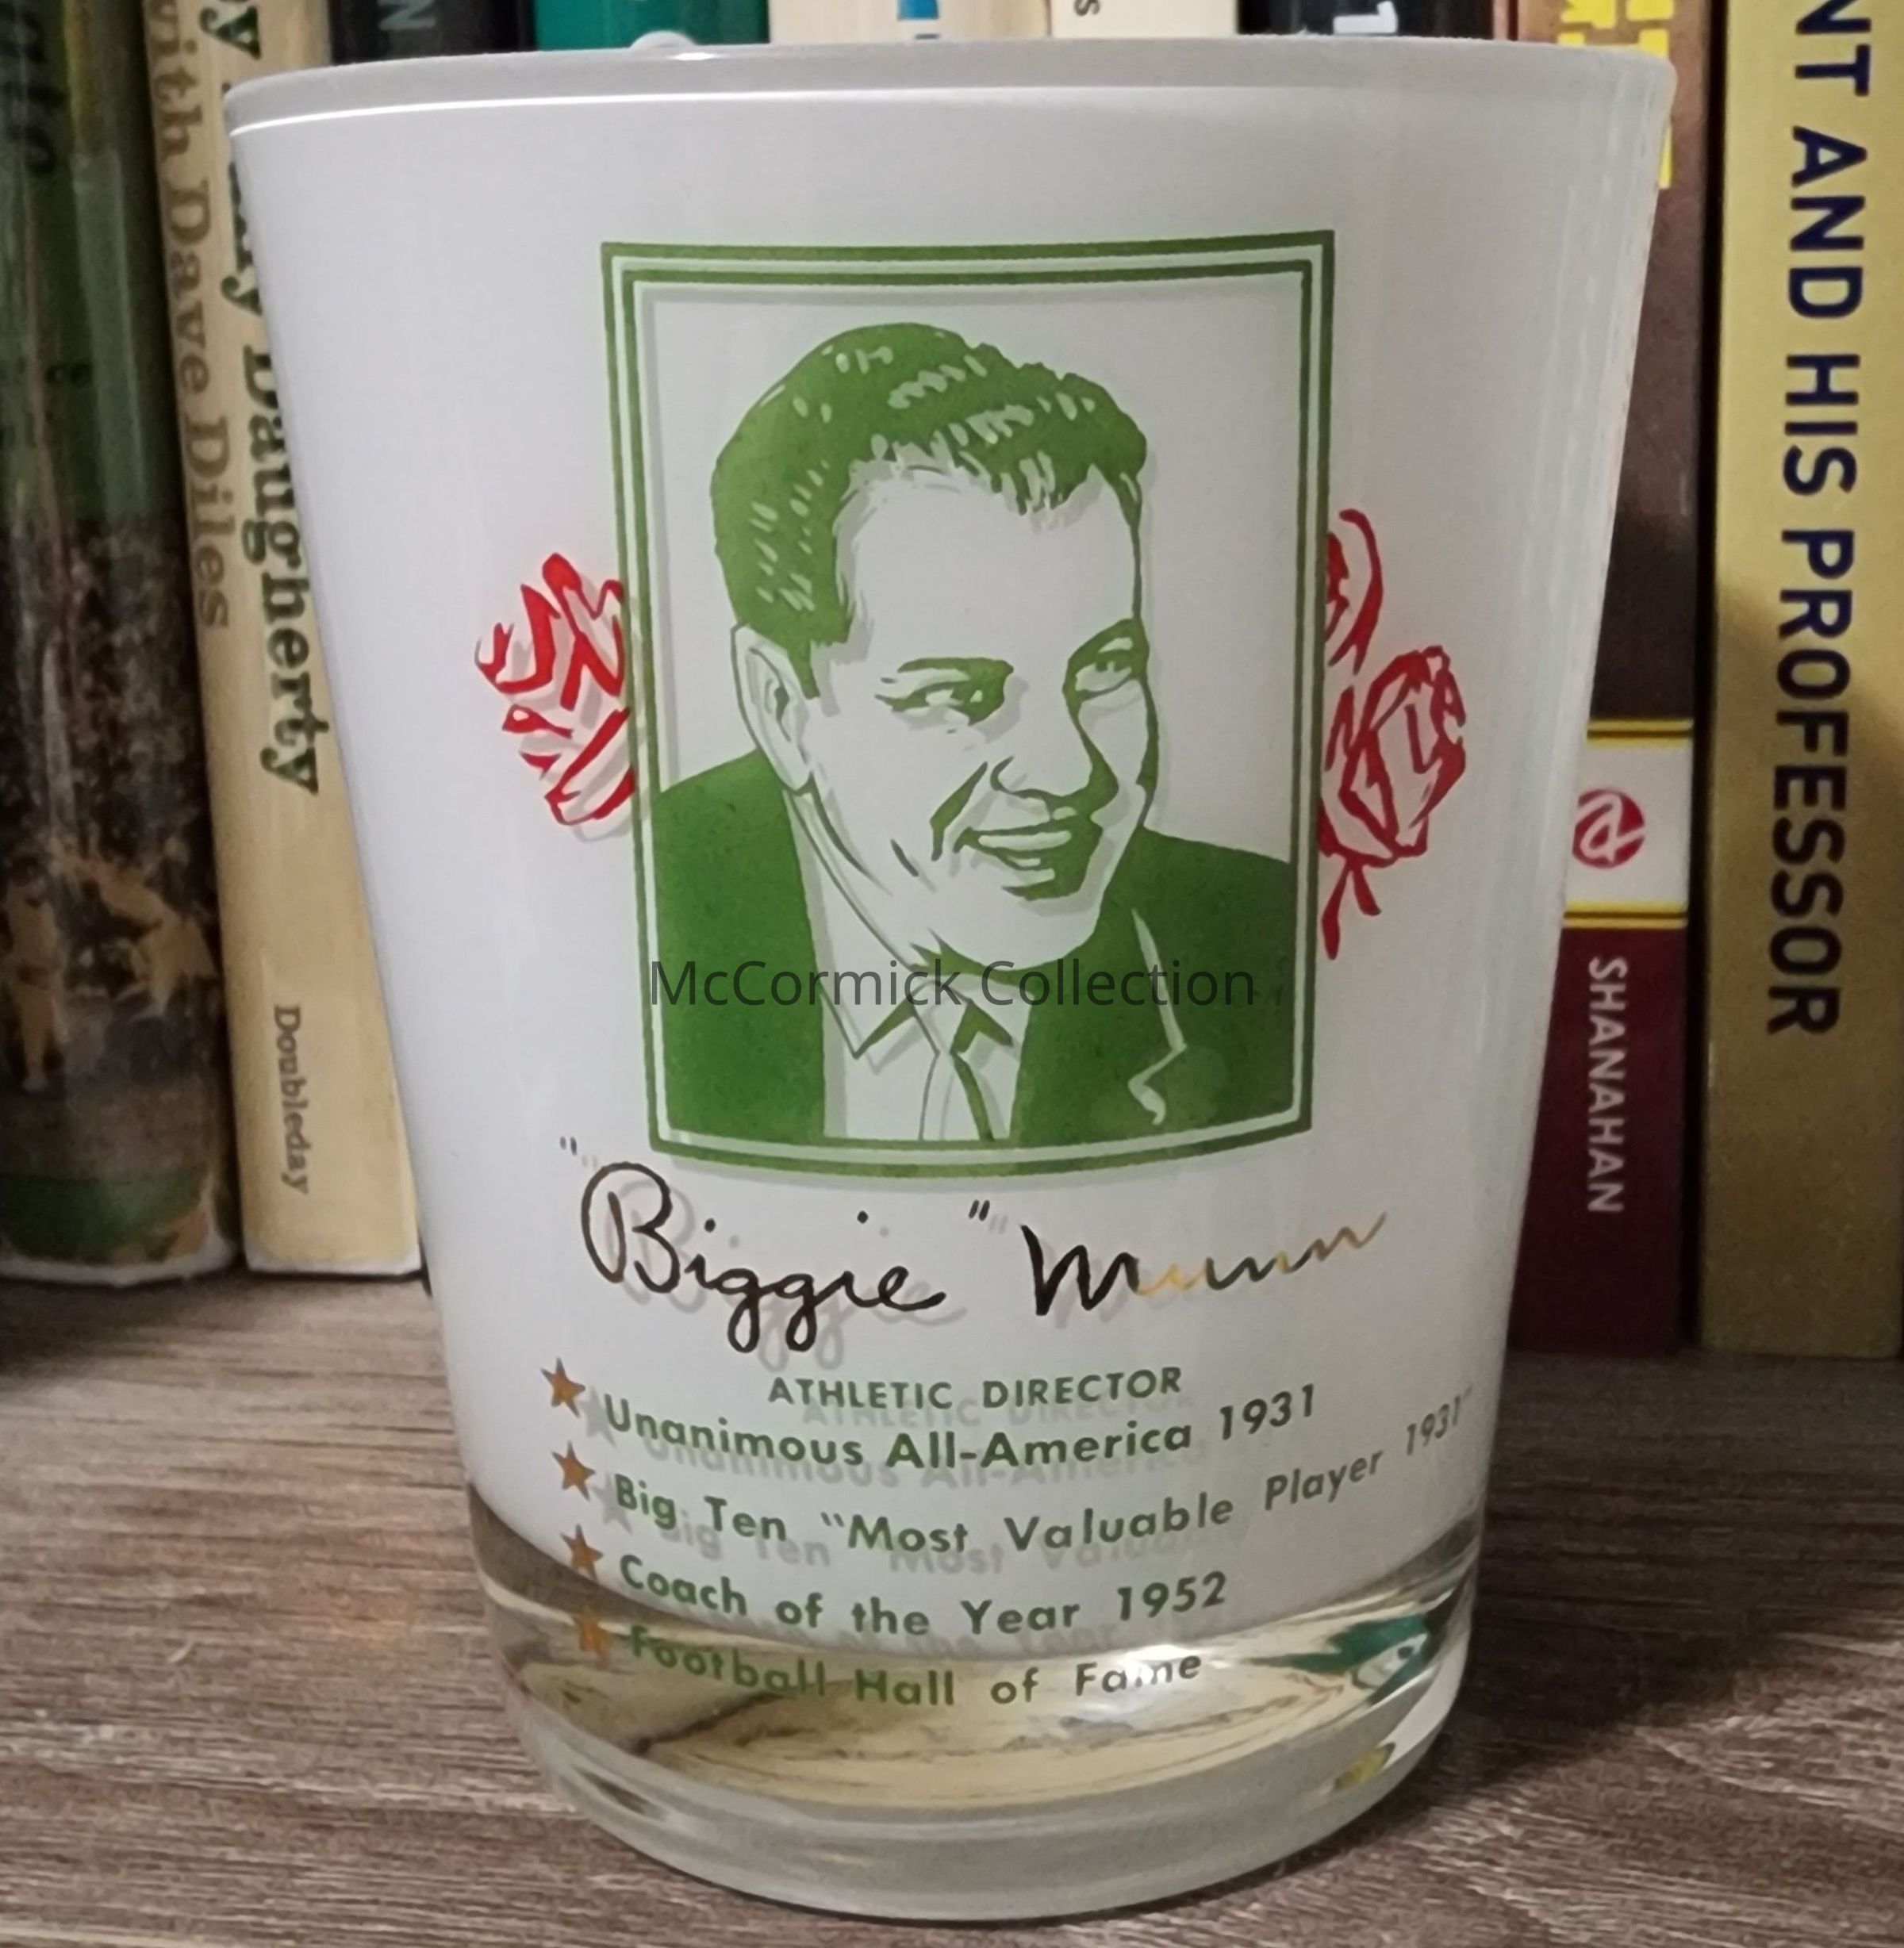 with Dave Diles
Daugherty
Doubleday
McCormick Collection
"Biggie" Munn
ATHLETIC DIRECTOR
★ Unanimous All-America 1931
★ Big Ten "Most Valuable Player 1931"
★ Coach of the Year 1952
★ Football Hall of Fame
SHANAHAN
AND HIS PROFESSOR